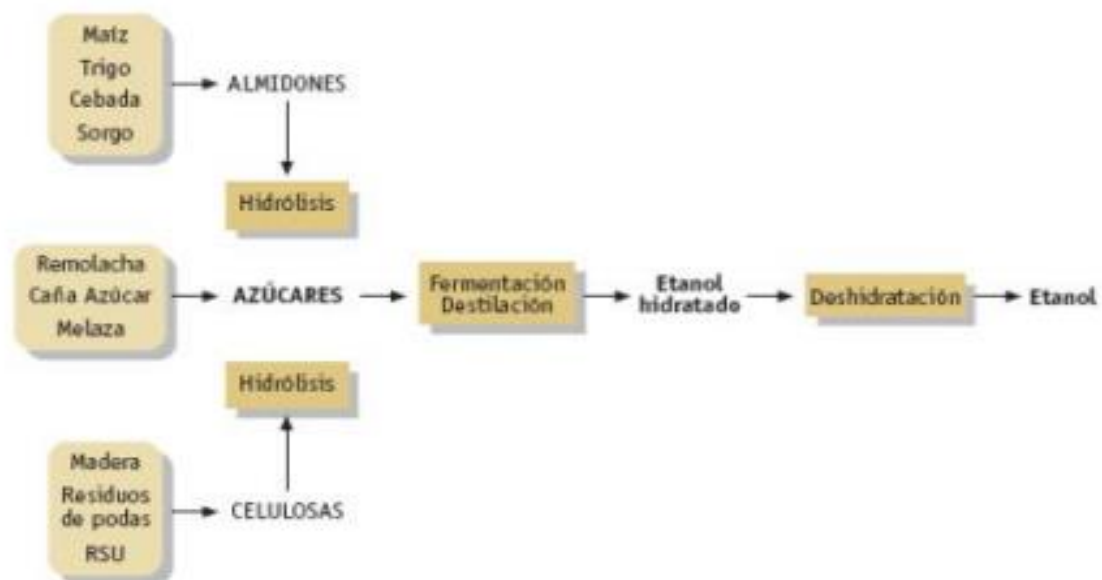 Maíz
Trigo
Cebada
Sorgo
ALMIDONES
Hidrólisis
Remolacha
Caña Azúcar
Melaza
AZÚCARES
Fermentación
Destilación
Etanol
hidratado
Deshidratación
Etanol
Hidrólisis
Madera
Residuos
de podas
RSU
CELULOSAS